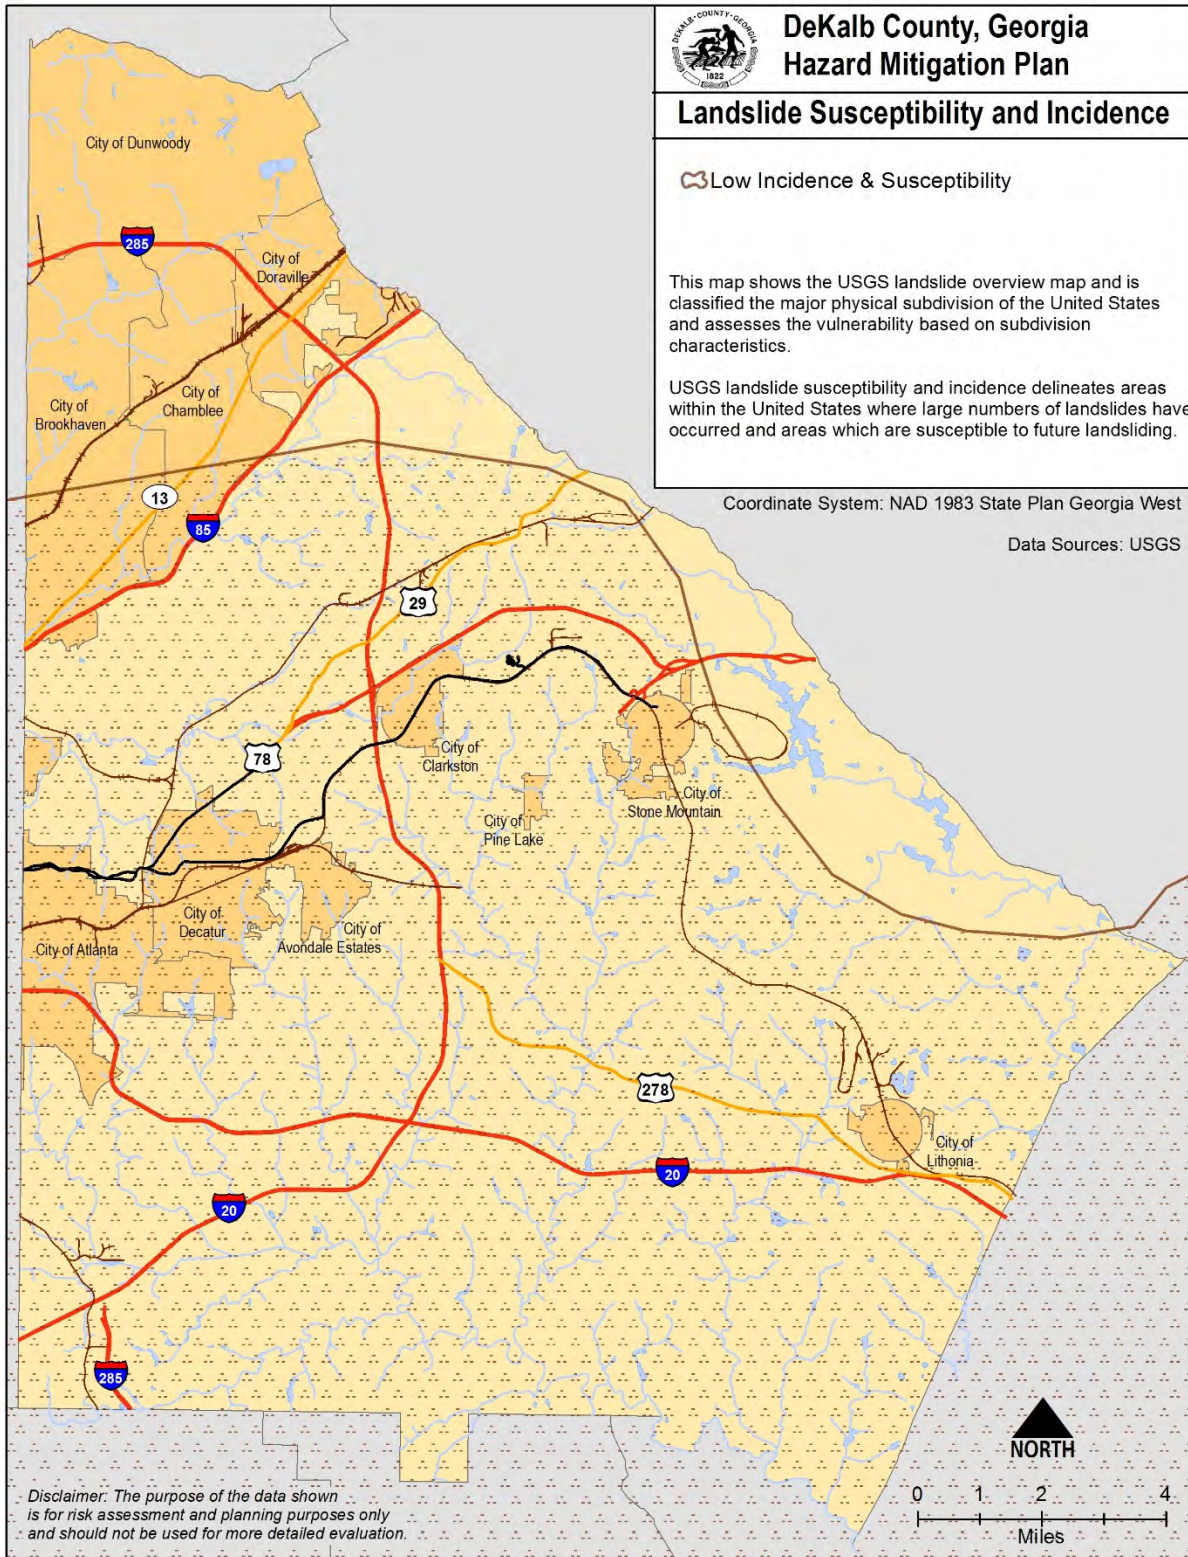 DEKALB•COUNTY•GEORGIA
1822
DeKalb County, Georgia
Hazard Mitigation Plan
Landslide Susceptibility and Incidence
Low Incidence & Susceptibility
This map shows the USGS landslide overview map and is
classified the major physical subdivision of the United States
and assesses the vulnerability based on subdivision
characteristics.
USGS landslide susceptibility and incidence delineates areas
within the United States where large numbers of landslides have
occurred and areas which are susceptible to future landsliding.
Coordinate System: NAD 1983 State Plan Georgia West
Data Sources: USGS
City of Dunwoody
285
City of
Doraville
City of
Chamblee
City of
Brookhaven
13
85
29
78
City of
Clarkston
City of
Stone Mountain
City of
Pine Lake
City of
Decatur
City of
Avondale Estates
City of Atlanta
278
City of
Lithonia
20
20
285
NORTH
0 1 2 4
Miles
Disclaimer: The purpose of the data shown
is for risk assessment and planning purposes only
and should not be used for more detailed evaluation.